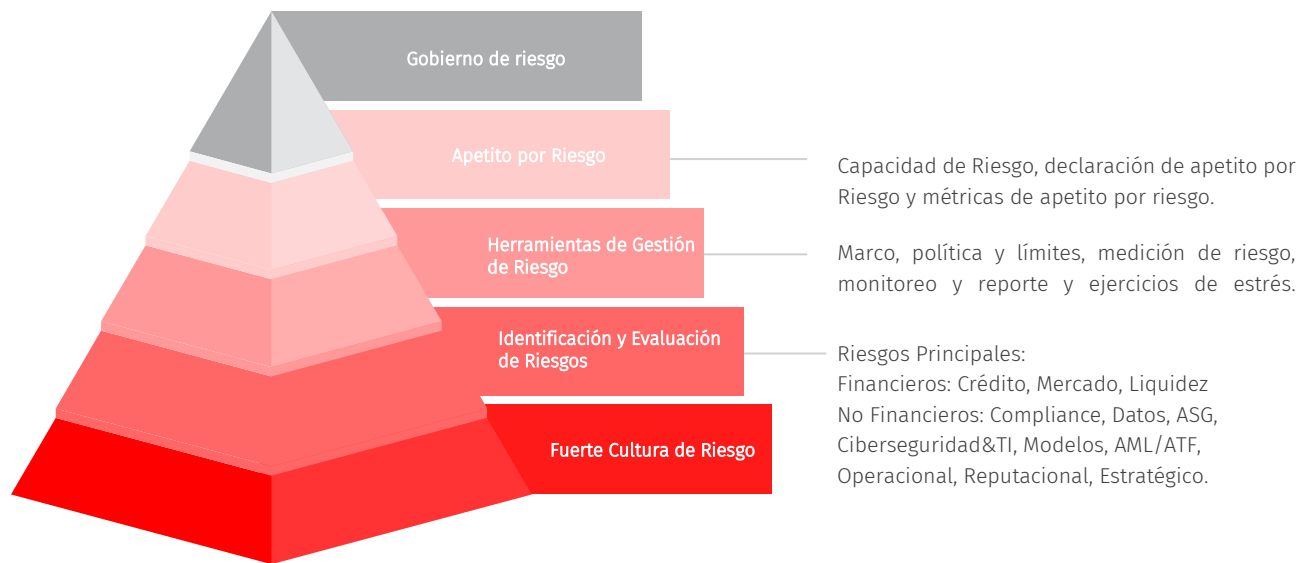 Gobierno de riesgo
Apetito por Riesgo
Capacidad de Riesgo, declaración de apetito por
Riesgo y métricas de apetito por riesgo.
Herramientas de Gestión
de Riesgo
Marco, política y límites, medición de riesgo,
monitoreo y reporte y ejercicios de estrés.
Identificación y Evaluación
de Riesgos
Riesgos Principales:
Financieros: Crédito, Mercado, Liquidez
No Financieros: Compliance, Datos, ASG,
Ciberseguridad&TI, Modelos, AML/ATF,
Operacional, Reputacional, Estratégico.
Fuerte Cultura de Riesgo